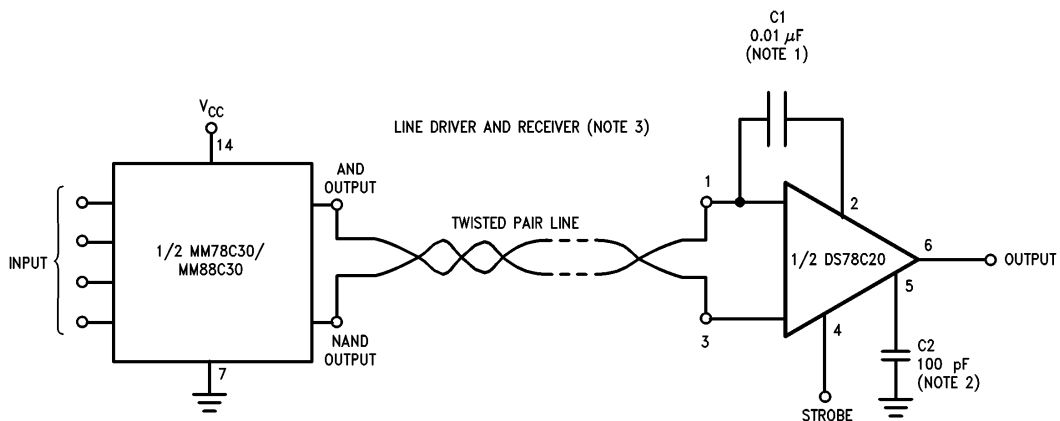 C1
0.01 μF
(NOTE 1)
VCC
14
LINE DRIVER AND RECEIVER (NOTE 3)
AND
OUTPUT
1
2
TWISTED PAIR LINE
INPUT
1/2 MM78C30/
MM88C30
1/2 DS78C20
6
OUTPUT
5
NAND
OUTPUT
3
4
7
C2
100 pF
(NOTE 2)
STROBE